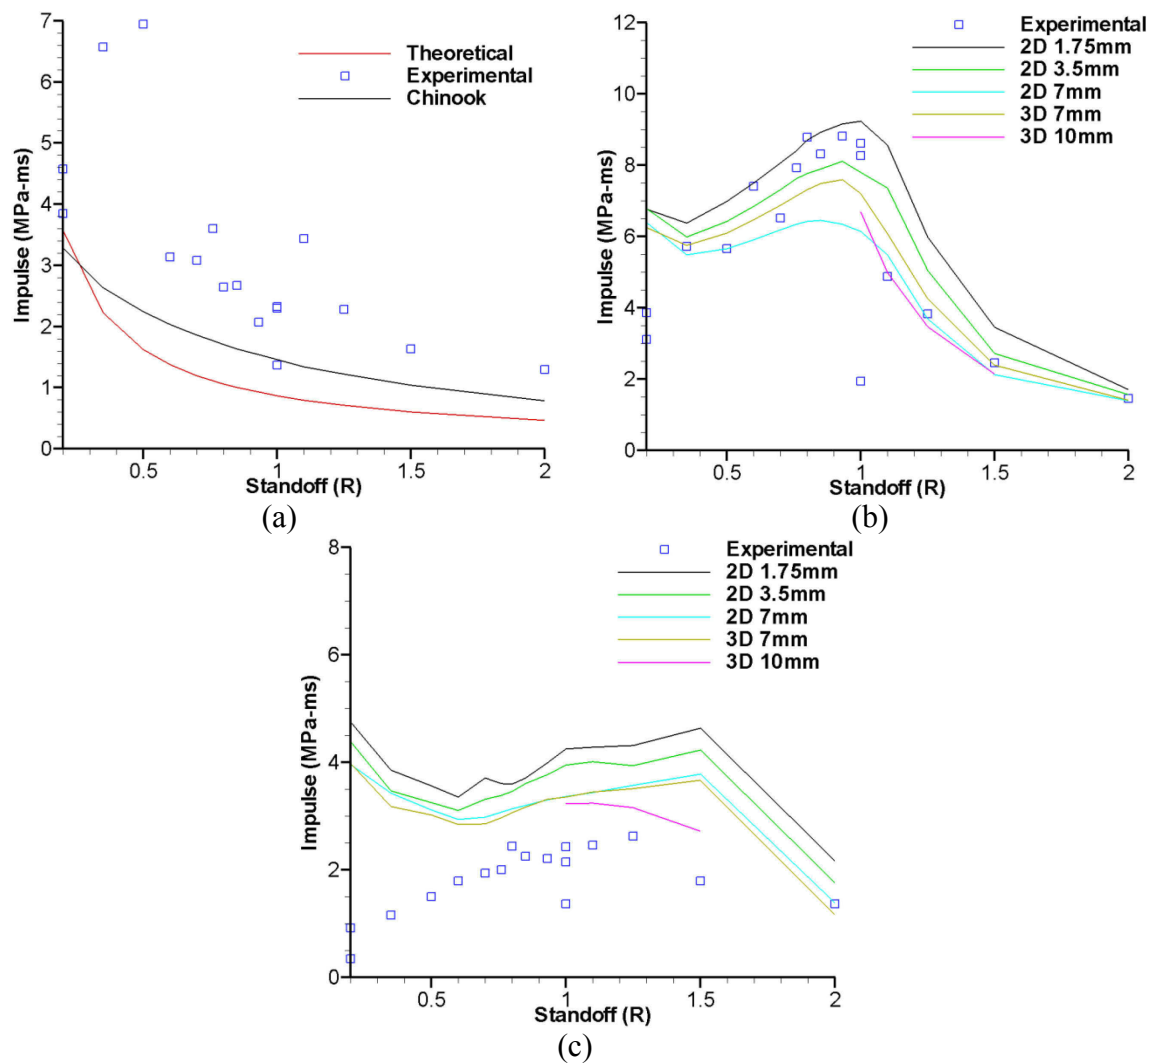 7
6
5
4
3
2
1
0
Impulse (MPa-ms)
0.5
1
1.5
2
Standoff (R)
Theoretical
Experimental
Chinook
(a)
12
10
8
6
4
2
0
Impulse (MPa-ms)
0.5
1
1.5
2
Standoff (R)
Experimental
2D 1.75mm
2D 3.5mm
2D 7mm
3D 7mm
3D 10mm
(b)
8
6
4
2
0
Impulse (MPa-ms)
0.5
1
1.5
2
Standoff (R)
Experimental
2D 1.75mm
2D 3.5mm
2D 7mm
3D 7mm
3D 10mm
(c)